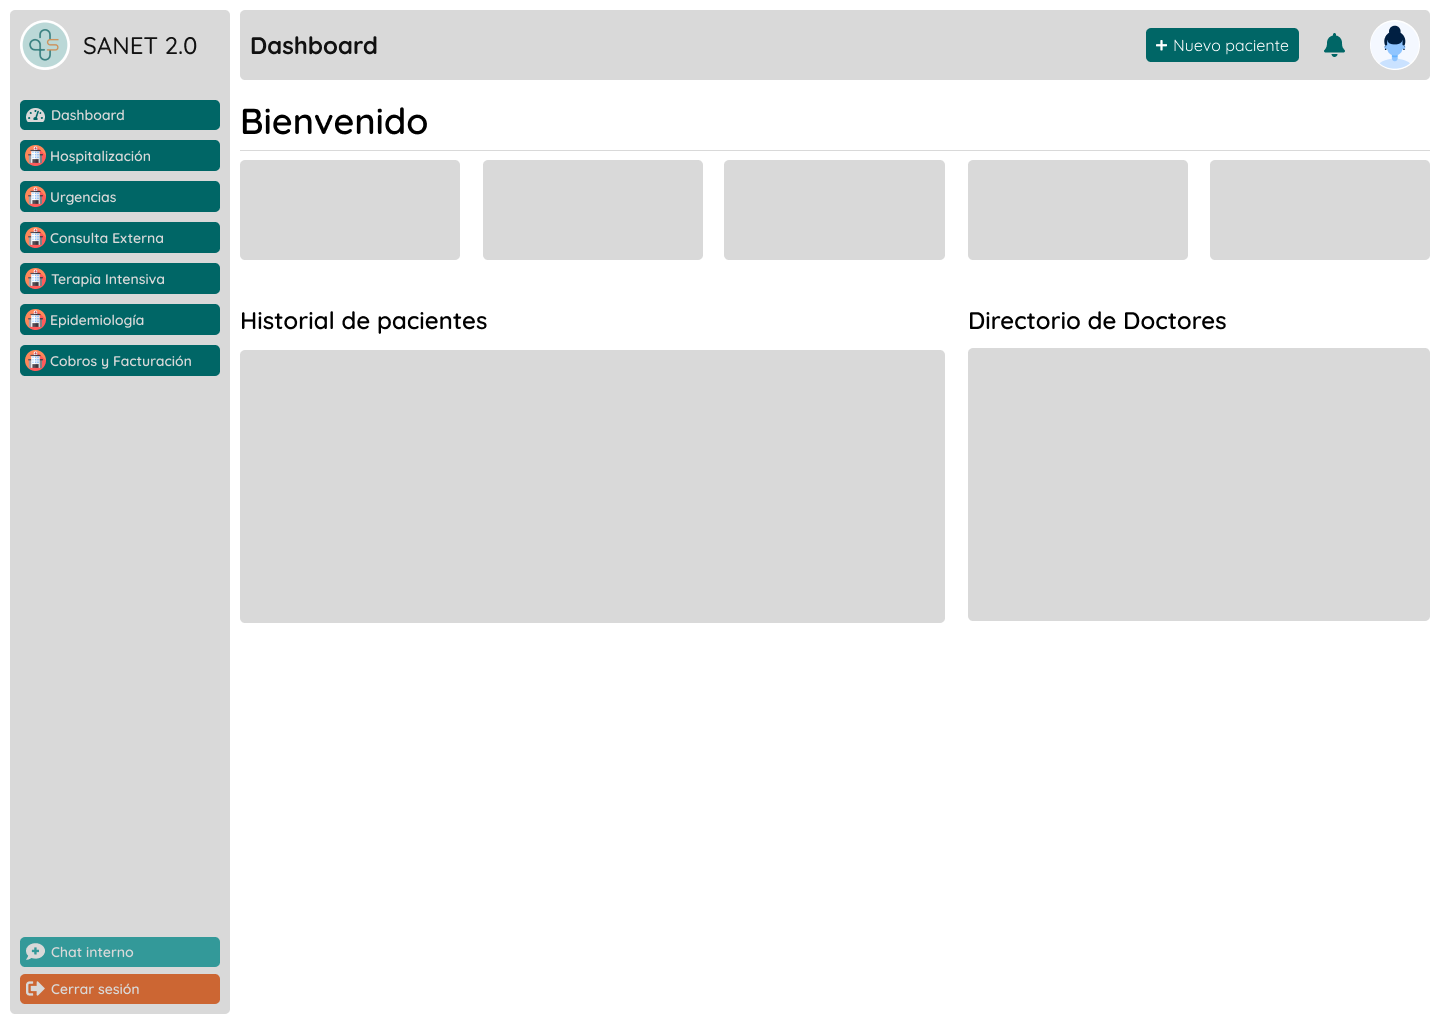 SANET 2.0
Dashboard
Hospitalización
Urgencias
Consulta Externa
Terapia Intensiva
Epidemiología
Cobros y Facturación
Chat interno
Cerrar sesión
Dashboard
Nuevo paciente
Bienvenido
Historial de pacientes
Directorio de Doctores